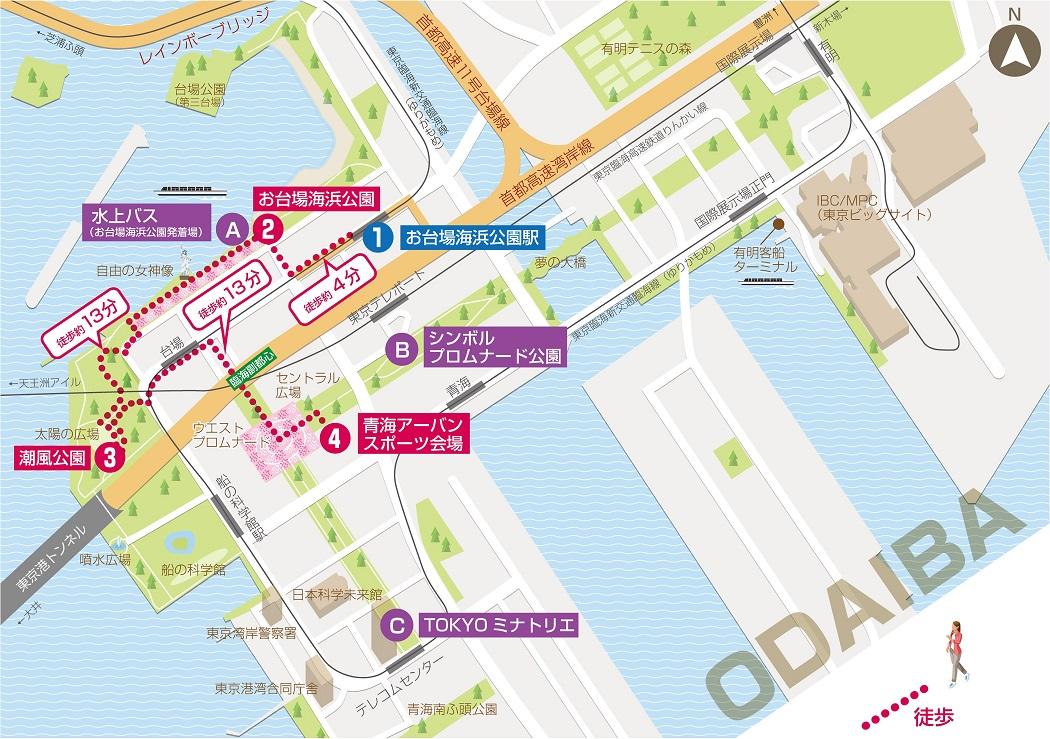 レインボーブリッジ
←芝浦ふ頭
台場公園
（第三台場）
東京臨海新交通臨海線
（ゆりかもめ）
首都高速11号台場線
有明テニスの森
国際展示場
豊洲↑
新木場→
有明
N
東京臨海高速鉄道りんかい線
首都高速湾岸線
国際展示場正門
IBC/MPC
（東京ビッグサイト）
有明客船
ターミナル
水上バス
（お台場海浜公園発着場）
A
2
お台場海浜公園
1
お台場海浜公園駅
自由の女神像
徒歩約13分
徒歩約13分
徒歩約4分
夢の大橋
東京テレポート
東京臨海新交通臨海線（ゆりかもめ）
台場
B
シンボル
プロムナード公園
臨海副都心
←天王洲アイル
セントラル
広場
青海
太陽の広場
潮風公園
3
ウエスト
プロムナード
4
青海アーバン
スポーツ会場
船の科学館駅
東京港トンネル
←大井
噴水広場
船の科学館
日本科学未来館
東京湾岸警察署
C
TOKYOミナトリエ
東京港湾合同庁舎
テレコムセンター
青海南ふ頭公園
ODAIBA
徒歩